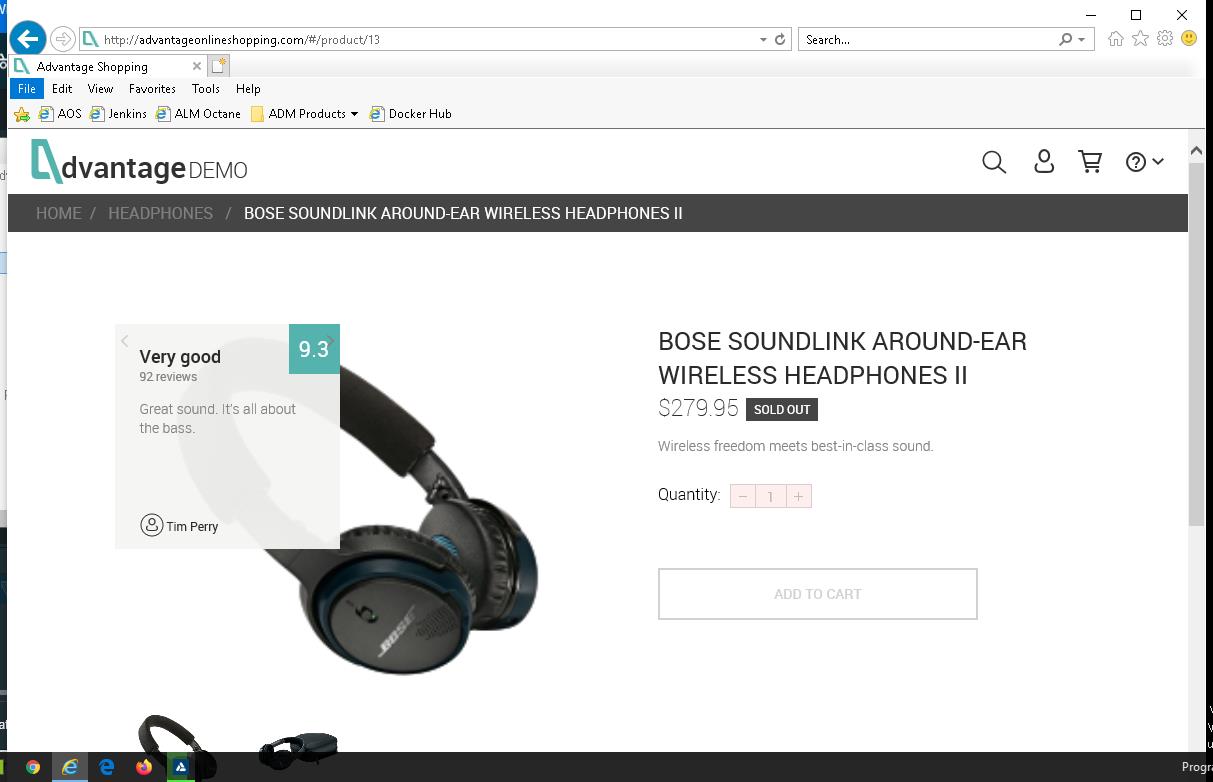 http://advantageonlineshopping.com/#/product/13
Search...
Advantage Shopping
File Edit View Favorites Tools Help
AOS Jenkins ALM Octane ADM Products Docker Hub
dvantage DEMO
HOME / HEADPHONES / BOSE SOUNDLINK AROUND-EAR WIRELESS HEADPHONES II
Very good
9.3
92 reviews
Great sound. It's all about
the bass.
Tim Perry
BOSE
BOSE SOUNDLINK AROUND-EAR
WIRELESS HEADPHONES II
$279.95 SOLD OUT
Wireless freedom meets best-in-class sound.
Quantity: − 1 +
ADD TO CART
Progra